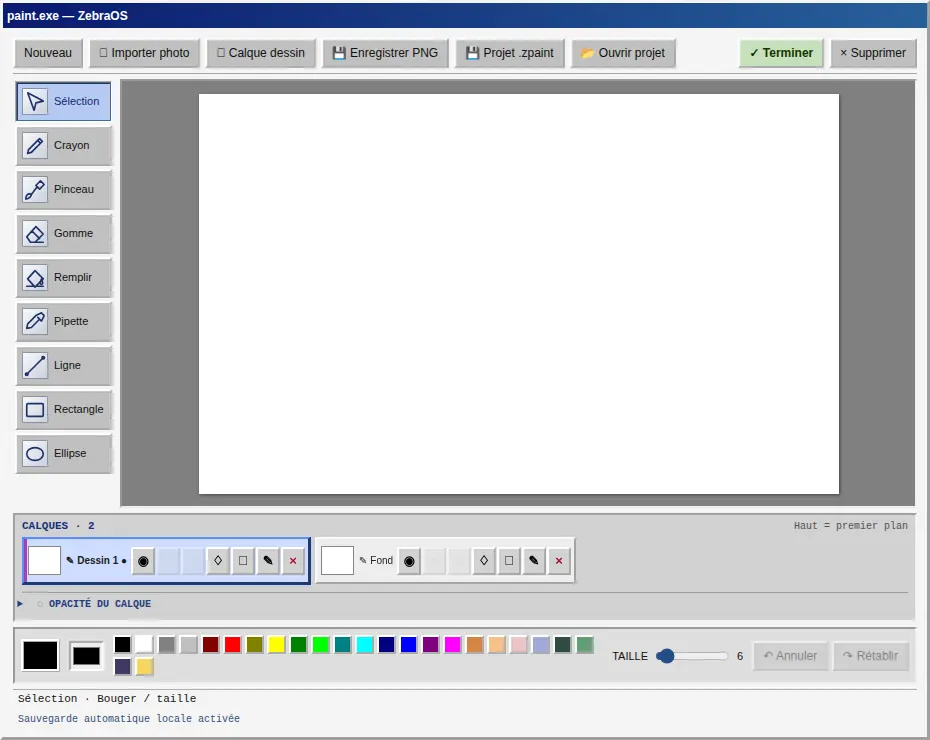 paint.exe — ZebraOS
Nouveau
Importer photo
Calque dessin
Enregistrer PNG
Projet .zpaint
Ouvrir projet
✓ Terminer
× Supprimer
Sélection
Crayon
Pinceau
Gomme
Remplir
Pipette
Ligne
Rectangle
Ellipse
CALQUES · 2
Haut = premier plan
Dessin 1 ●
Fond
OPACITÉ DU CALQUE
TAILLE
6
↶ Annuler
↷ Rétablir
Sélection · Bouger / taille
Sauvegarde automatique locale activée